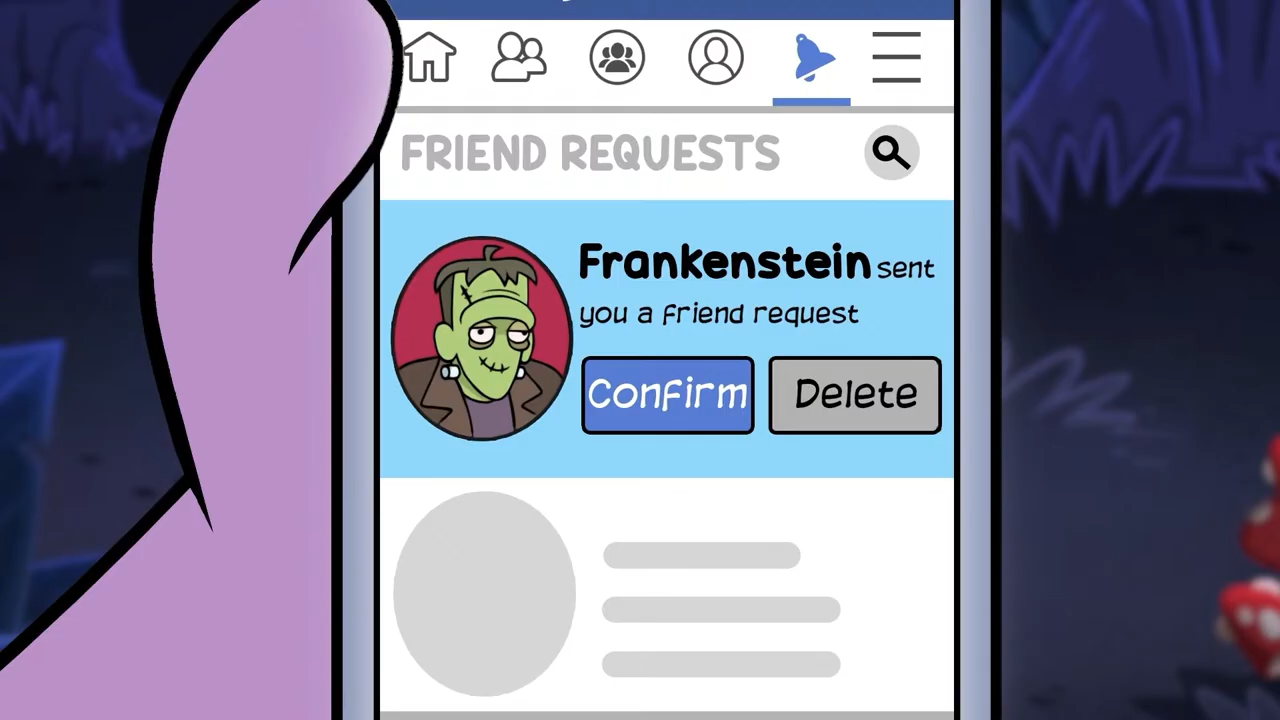 FRIEND REQUESTS
Frankenstein sent
you a friend request
Confirm Delete